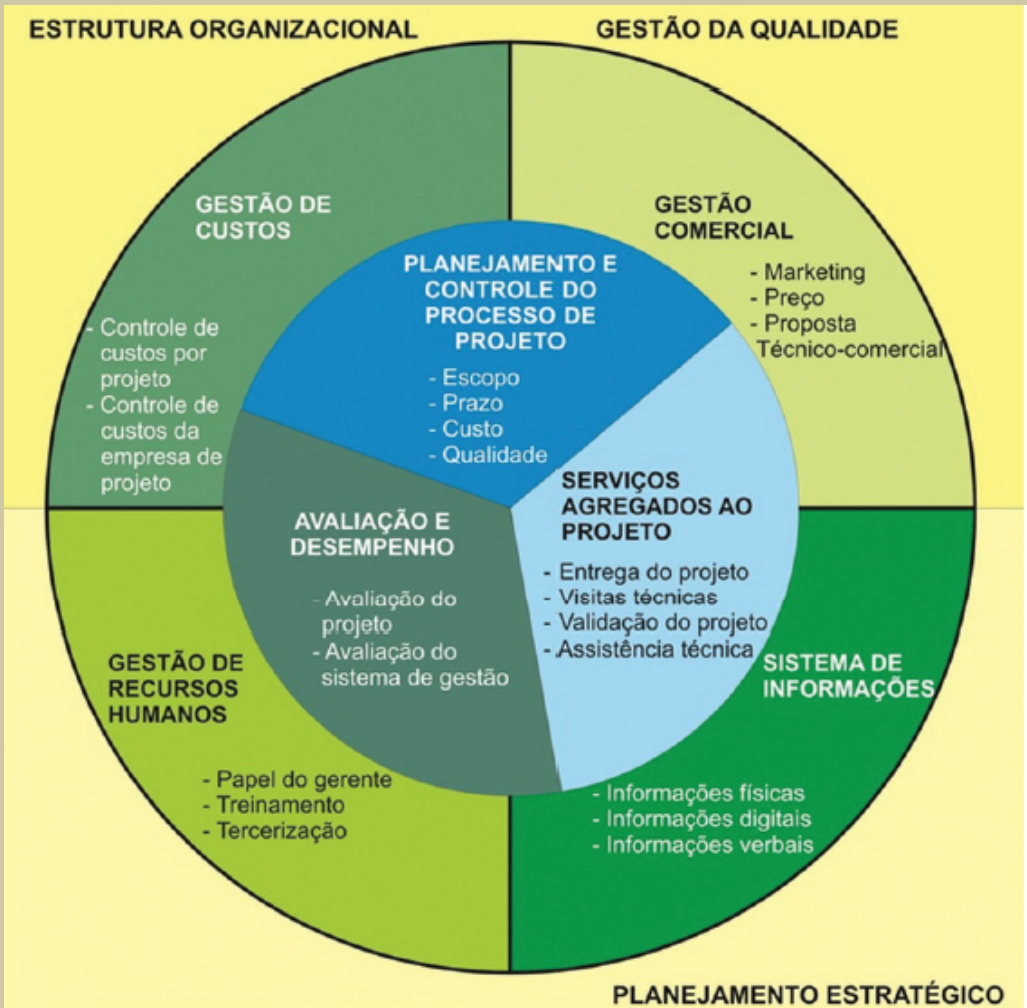 ESTRUTURA ORGANIZACIONAL
GESTÃO DA QUALIDADE
GESTÃO DE
CUSTOS
- Controle de
custos por
projeto
- Controle de
custos da
empresa de
projeto
GESTÃO
COMERCIAL
- Marketing
- Preço
- Proposta
Técnico-comercial
PLANEJAMENTO E
CONTROLE DO
PROCESSO DE
PROJETO
- Escopo
- Prazo
- Custo
- Qualidade
AVALIAÇÃO E
DESEMPENHO
- Avaliação do
projeto
- Avaliação do
sistema de gestão
SERVIÇOS
AGREGADOS AO
PROJETO
- Entrega do projeto
- Visitas técnicas
- Validação do projeto
- Assistência técnica
GESTÃO DE
RECURSOS
HUMANOS
- Papel do gerente
- Treinamento
- Tercerização
SISTEMA DE
INFORMAÇÕES
- Informações físicas
- Informações digitais
- Informações verbais
PLANEJAMENTO ESTRATÉGICO